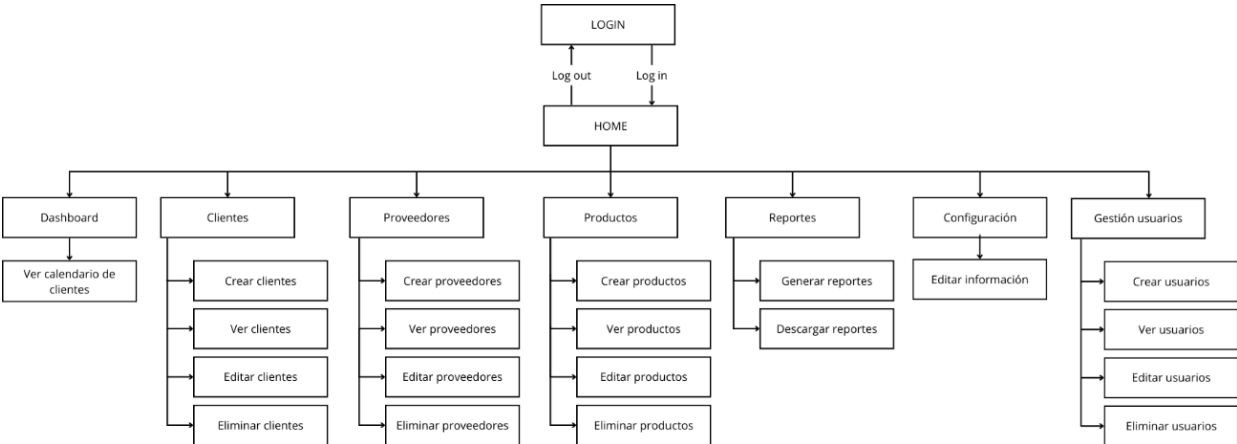 LOGIN
Log out
Log in
HOME
Dashboard
Clientes
Proveedores
Productos
Reportes
Configuración
Gestión usuarios
Ver calendario de
clientes
Crear clientes
Crear proveedores
Crear productos
Generar reportes
Editar información
Crear usuarios
Ver clientes
Ver proveedores
Ver productos
Descargar reportes
Ver usuarios
Editar clientes
Editar proveedores
Editar productos
Editar usuarios
Eliminar clientes
Eliminar proveedores
Eliminar productos
Eliminar usuarios